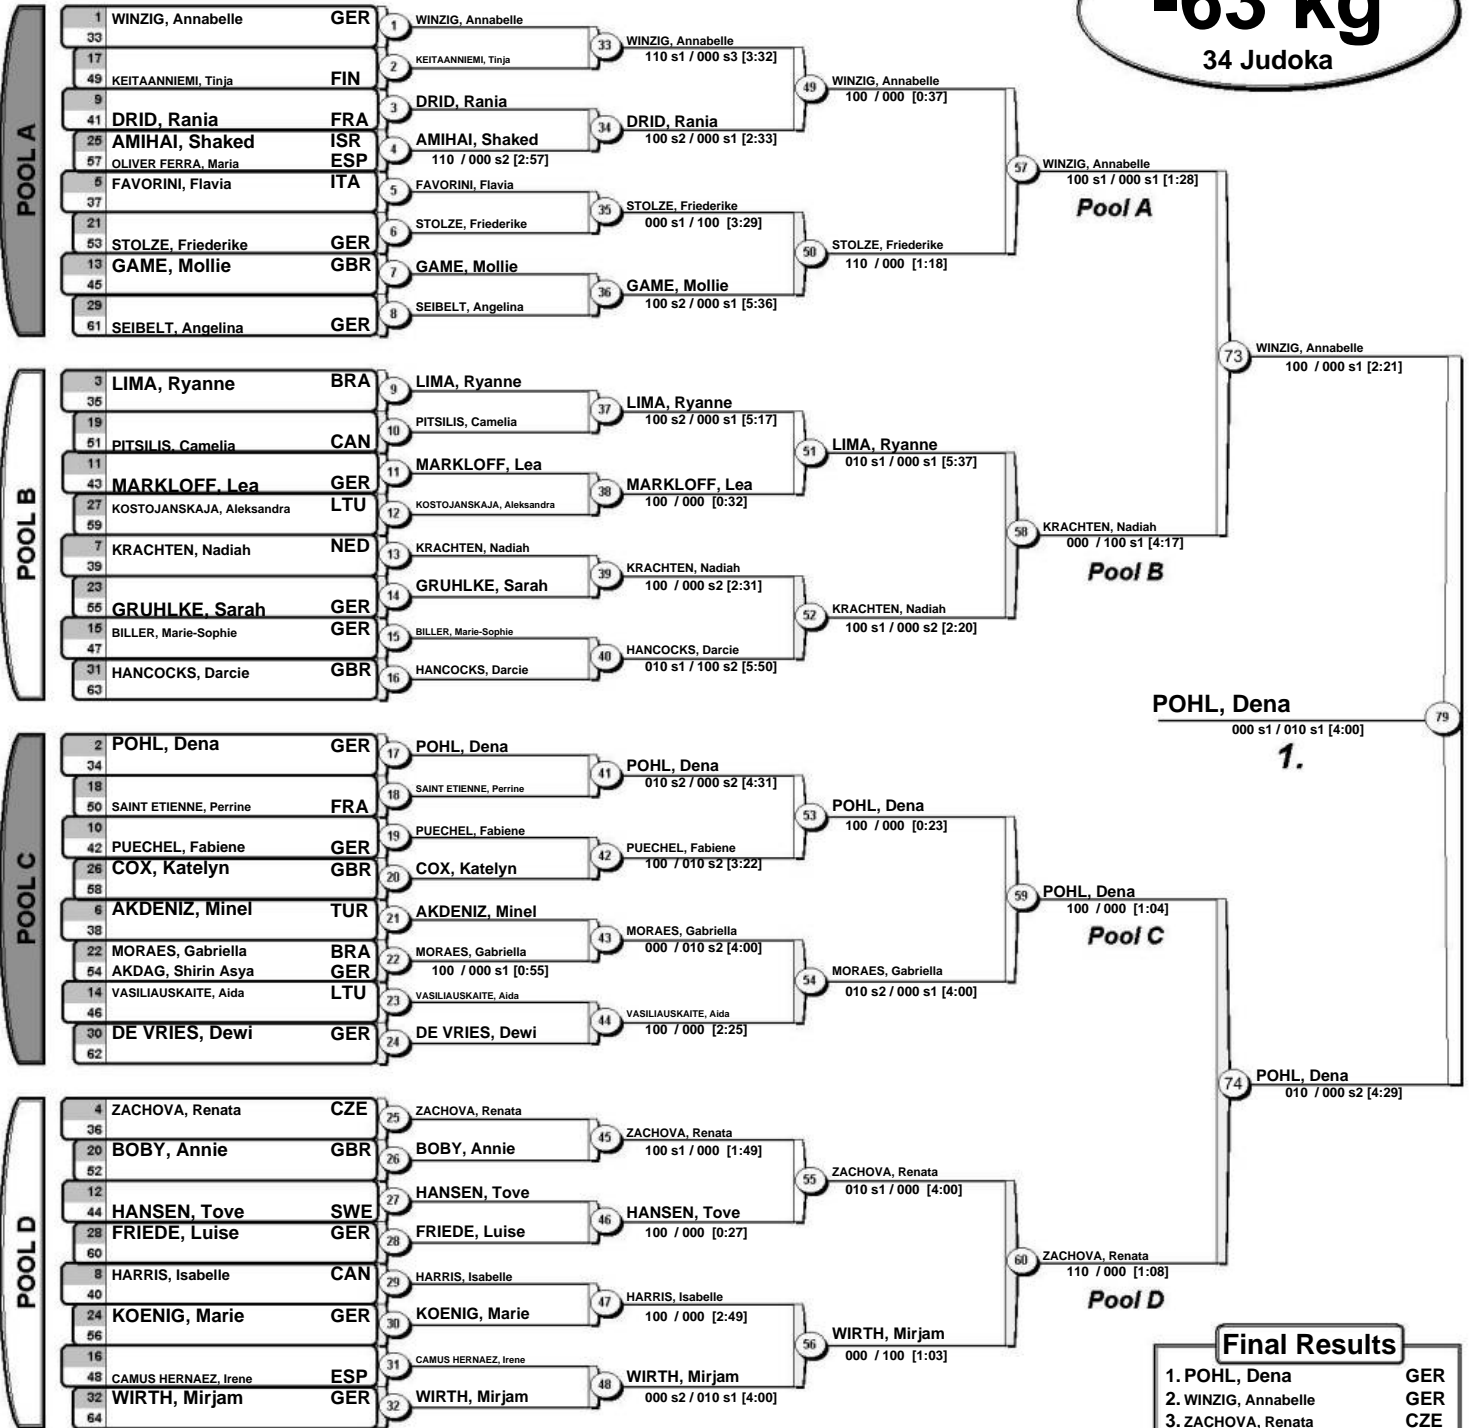 -63 kg
34 Judoka
POOL A
1 WINZIG, Annabelle GER
33
17
49 KEITAANNIEMI, Tinja FIN
9
41 DRID, Rania FRA
25 AMIHAI, Shaked ISR
57 OLIVER FERRA, Maria ESP
5 FAVORINI, Flavia ITA
37
21
53 STOLZE, Friederike GER
13 GAME, Mollie GBR
45
29
61 SEIBELT, Angelina GER
1 WINZIG, Annabelle
2 KEITAANNIEMI, Tinja
3 DRID, Rania
4 AMIHAI, Shaked
110 / 000 s2 [2:57]
5 FAVORINI, Flavia
6 STOLZE, Friederike
7 GAME, Mollie
8 SEIBELT, Angelina
33 WINZIG, Annabelle
110 s1 / 000 s3 [3:32]
34 DRID, Rania
100 s2 / 000 s1 [2:33]
35 STOLZE, Friederike
000 s1 / 100 [3:29]
36 GAME, Mollie
100 s2 / 000 s1 [5:36]
49 WINZIG, Annabelle
100 / 000 [0:37]
50 STOLZE, Friederike
110 / 000 [1:18]
57 WINZIG, Annabelle
100 s1 / 000 s1 [1:28]
Pool A
POOL B
3 LIMA, Ryanne BRA
35
19
51 PITSILIS, Camelia CAN
11
43 MARKLOFF, Lea GER
27 KOSTOJANSKAJA, Aleksandra LTU
59
7 KRACHTEN, Nadiah NED
39
23
55 GRUHLKE, Sarah GER
15 BILLER, Marie-Sophie GER
47
31 HANCOCKS, Darcie GBR
63
9 LIMA, Ryanne
10 PITSILIS, Camelia
11 MARKLOFF, Lea
12 KOSTOJANSKAJA, Aleksandra
13 KRACHTEN, Nadiah
14 GRUHLKE, Sarah
15 BILLER, Marie-Sophie
16 HANCOCKS, Darcie
37 LIMA, Ryanne
100 s2 / 000 s1 [5:17]
38 MARKLOFF, Lea
100 / 000 [0:32]
39 KRACHTEN, Nadiah
100 / 000 s2 [2:31]
40 HANCOCKS, Darcie
010 s1 / 100 s2 [5:50]
51 LIMA, Ryanne
010 s1 / 000 s1 [5:37]
52 KRACHTEN, Nadiah
100 s1 / 000 s2 [2:20]
58 KRACHTEN, Nadiah
000 / 100 s1 [4:17]
Pool B
73 WINZIG, Annabelle
100 / 000 s1 [2:21]
POHL, Dena 79
000 s1 / 010 s1 [4:00]
1.
POOL C
2 POHL, Dena GER
34
18
50 SAINT ETIENNE, Perrine FRA
10
42 PUECHEL, Fabiene GER
26 COX, Katelyn GBR
58
6 AKDENIZ, Minel TUR
38
22 MORAES, Gabriella BRA
54 AKDAG, Shirin Asya GER
14 VASILIAUSKAITE, Aida LTU
46
30 DE VRIES, Dewi GER
62
17 POHL, Dena
18 SAINT ETIENNE, Perrine
19 PUECHEL, Fabiene
20 COX, Katelyn
21 AKDENIZ, Minel
22 MORAES, Gabriella
100 / 000 s1 [0:55]
23 VASILIAUSKAITE, Aida
24 DE VRIES, Dewi
41 POHL, Dena
010 s2 / 000 s2 [4:31]
42 PUECHEL, Fabiene
100 / 010 s2 [3:22]
43 MORAES, Gabriella
000 / 010 s2 [4:00]
44 VASILIAUSKAITE, Aida
100 / 000 [2:25]
53 POHL, Dena
100 / 000 [0:23]
54 MORAES, Gabriella
010 s2 / 000 s1 [4:00]
59 POHL, Dena
100 / 000 [1:04]
Pool C
POOL D
4 ZACHOVA, Renata CZE
36
20 BOBY, Annie GBR
52
12
44 HANSEN, Tove SWE
28 FRIEDE, Luise GER
60
8 HARRIS, Isabelle CAN
40
24 KOENIG, Marie GER
56
16
48 CAMUS HERNAEZ, Irene ESP
32 WIRTH, Mirjam GER
64
25 ZACHOVA, Renata
26 BOBY, Annie
27 HANSEN, Tove
28 FRIEDE, Luise
29 HARRIS, Isabelle
30 KOENIG, Marie
31 CAMUS HERNAEZ, Irene
32 WIRTH, Mirjam
45 ZACHOVA, Renata
100 s1 / 000 [1:49]
46 HANSEN, Tove
100 / 000 [0:27]
47 HARRIS, Isabelle
100 / 000 [2:49]
48 WIRTH, Mirjam
000 s2 / 010 s1 [4:00]
55 ZACHOVA, Renata
010 s1 / 000 [4:00]
56 WIRTH, Mirjam
000 / 100 [1:03]
60 ZACHOVA, Renata
110 / 000 [1:08]
Pool D
74 POHL, Dena
010 / 000 s2 [4:29]
Final Results
1. POHL, Dena GER
2. WINZIG, Annabelle GER
3. ZACHOVA, Renata CZE